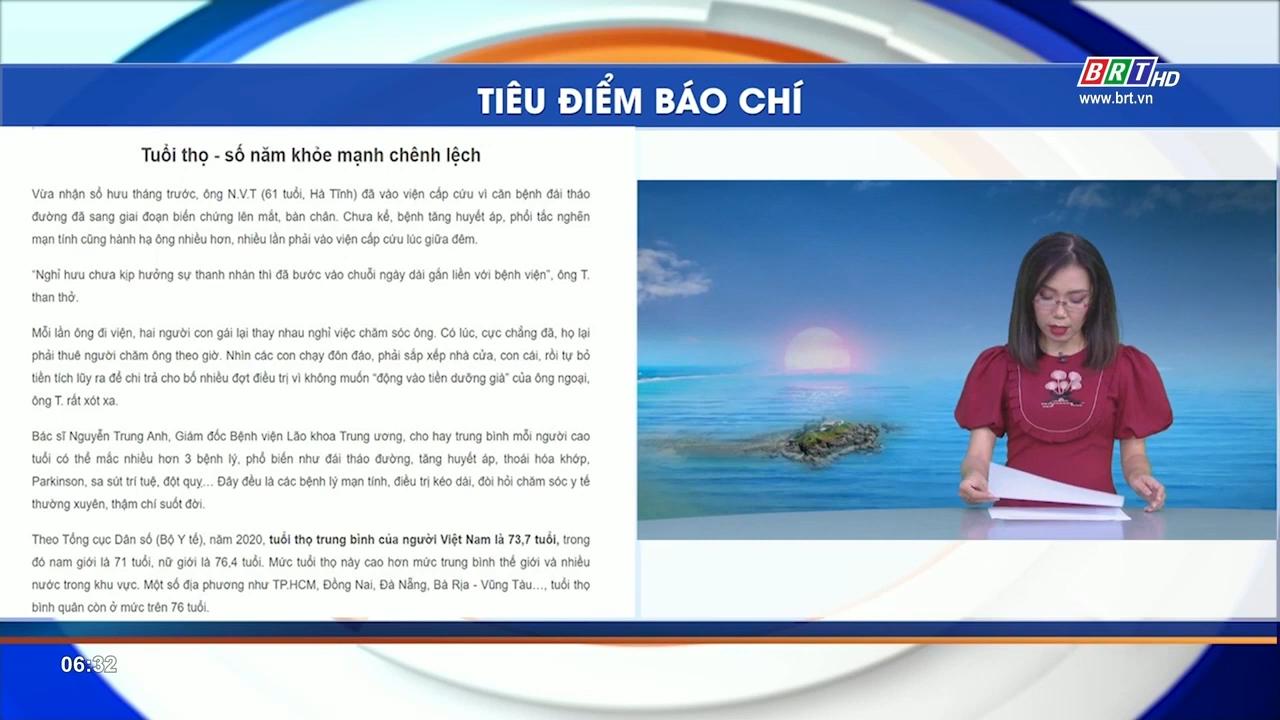 BRT HD
www.brt.vn
TIÊU ĐIỂM BÁO CHÍ
Tuổi thọ - số năm khỏe mạnh chênh lệch
Vừa nhận sổ hưu tháng trước, ông N.V.T (61 tuổi, Hà Tĩnh) đã vào viện cấp cứu vì căn bệnh đái tháo
đường đã sang giai đoạn biến chứng lên mắt, bàn chân. Chưa kể, bệnh tăng huyết áp, phổi tắc nghẽn
mạn tính cũng hành hạ ông nhiều hơn, nhiều lần phải vào viện cấp cứu lúc giữa đêm.
“Nghỉ hưu chưa kịp hưởng sự thanh nhàn thì đã bước vào chuỗi ngày dài gắn liền với bệnh viện”, ông T.
than thở.
Mỗi lần ông đi viện, hai người con gái lại thay nhau nghỉ việc chăm sóc ông. Có lúc, cực chẳng đã, họ lại
phải thuê người chăm ông theo giờ. Nhìn các con chạy đôn đáo, phải sắp xếp nhà cửa, con cái, rồi tự bỏ
tiền tích lũy ra để chi trả cho bố nhiều đợt điều trị vì không muốn “động vào tiền dưỡng già” của ông ngoại,
ông T. rất xót xa.
Bác sĩ Nguyễn Trung Anh, Giám đốc Bệnh viện Lão khoa Trung ương, cho hay trung bình mỗi người cao
tuổi có thể mắc nhiều hơn 3 bệnh lý, phổ biến như đái tháo đường, tăng huyết áp, thoái hóa khớp,
Parkinson, sa sút trí tuệ, đột quỵ… Đây đều là các bệnh lý mạn tính, điều trị kéo dài, đòi hỏi chăm sóc y tế
thường xuyên, thậm chí suốt đời.
Theo Tổng cục Dân số (Bộ Y tế), năm 2020, tuổi thọ trung bình của người Việt Nam là 73,7 tuổi, trong
đó nam giới là 71 tuổi, nữ giới là 76,4 tuổi. Mức tuổi thọ này cao hơn mức trung bình thế giới và nhiều
nước trong khu vực. Một số địa phương như TP.HCM, Đồng Nai, Đà Nẵng, Bà Rịa - Vũng Tàu…, tuổi thọ
bình quân còn ở mức trên 76 tuổi.
06:32